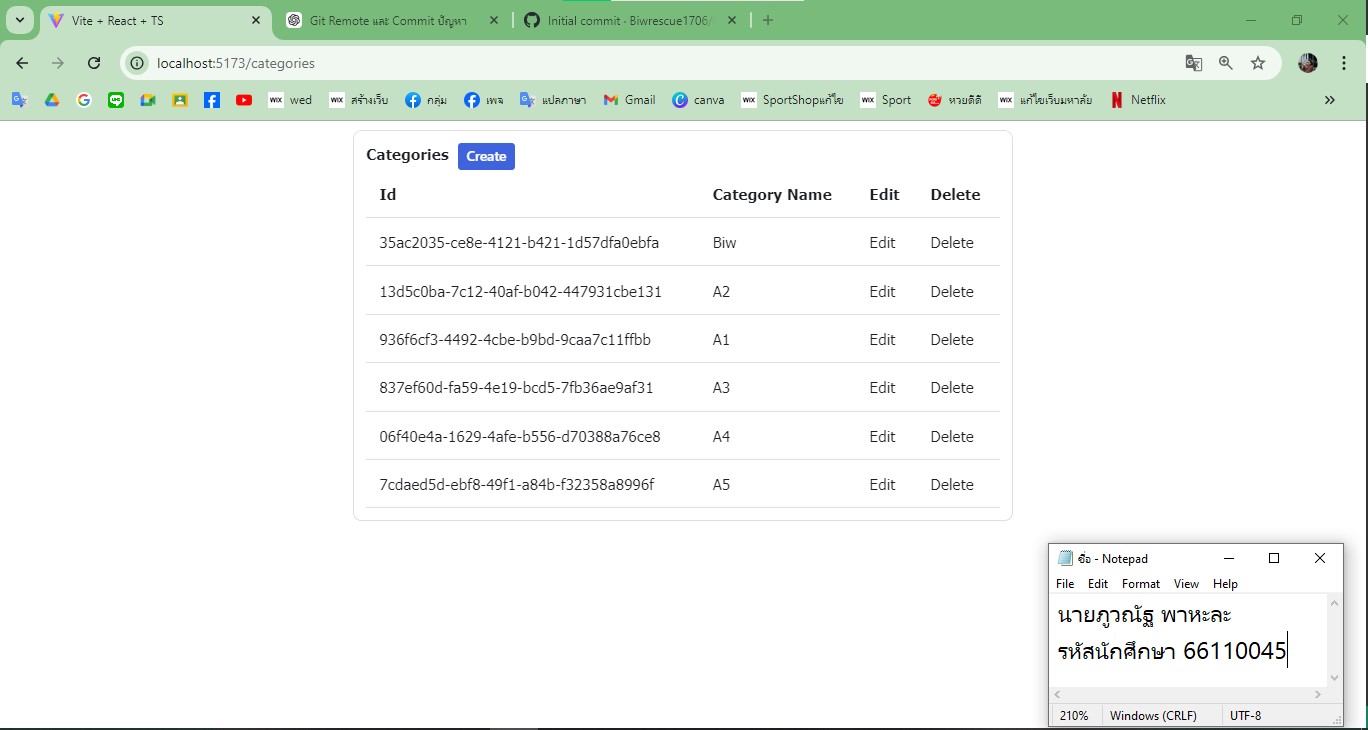 Vite + React + TS
Git Remote และ Commit ปัญหา
Initial commit · Biwrescue1706/
localhost:5173/categories
wed
สร้างเว็บ
กลุ่ม
เพจ
แปลภาษา
Gmail
canva
SportShopแก้ไข
Sport
หวยดีดี
แก้ไขเว็บมหาลัย
Netflix
Categories Create
Id Category Name Edit Delete
35ac2035-ce8e-4121-b421-1d57dfa0ebfa Biw Edit Delete
13d5c0ba-7c12-40af-b042-447931cbe131 A2 Edit Delete
936f6cf3-4492-4cbe-b9bd-9caa7c11ffbb A1 Edit Delete
837ef60d-fa59-4e19-bcd5-7fb36ae9af31 A3 Edit Delete
06f40e4a-1629-4afe-b556-d70388a76ce8 A4 Edit Delete
7cdaed5d-ebf8-49f1-a84b-f32358a8996f A5 Edit Delete
ชื่อ - Notepad
File Edit Format View Help
นายภูวณัฐ พาหะละ
รหัสนักศึกษา 66110045
210% Windows (CRLF) UTF-8